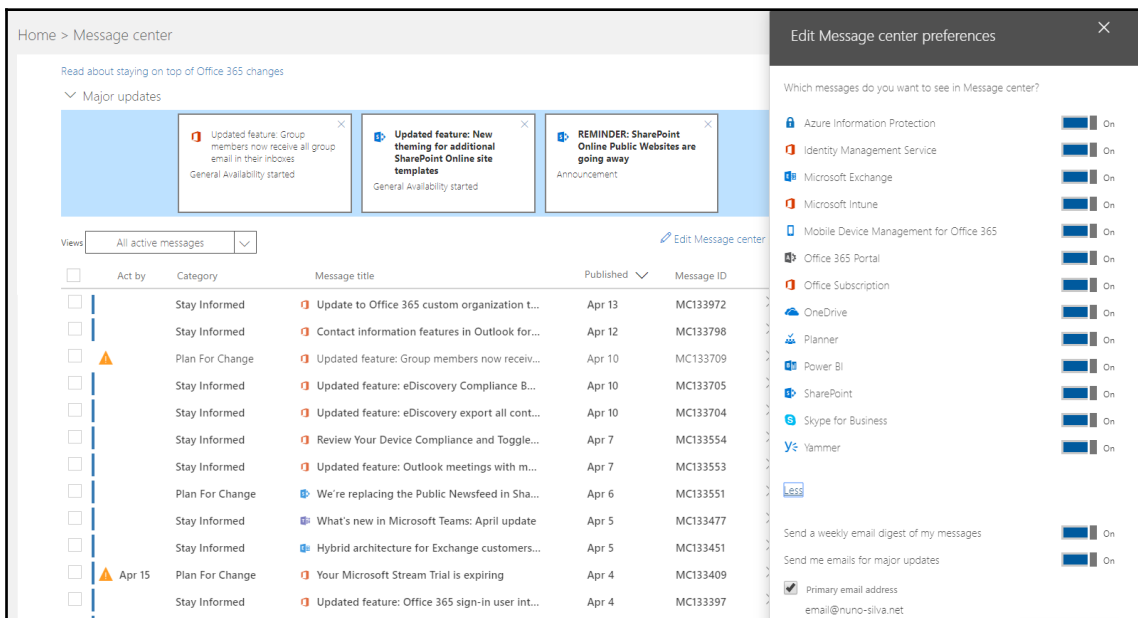 Home > Message center
Read about staying on top of Office 365 changes
Major updates
Updated feature: Group
members now receive all group
email in their inboxes
General Availability started
Updated feature: New
theming for additional
SharePoint Online site
templates
General Availability started
REMINDER: SharePoint
Online Public Websites are
going away
Announcement
Views All active messages Edit Message center
Act by Category Message title Published Message ID
Stay Informed Update to Office 365 custom organization t... Apr 13 MC133972
Stay Informed Contact information features in Outlook for... Apr 12 MC133798
Plan For Change Updated feature: Group members now receiv... Apr 10 MC133709
Stay Informed Updated feature: eDiscovery Compliance B... Apr 10 MC133705
Stay Informed Updated feature: eDiscovery export all cont... Apr 10 MC133704
Stay Informed Review Your Device Compliance and Toggle... Apr 7 MC133554
Stay Informed Updated feature: Outlook meetings with m... Apr 7 MC133553
Plan For Change We're replacing the Public Newsfeed in Sha... Apr 6 MC133551
Stay Informed What's new in Microsoft Teams: April update Apr 5 MC133477
Stay Informed Hybrid architecture for Exchange customers... Apr 5 MC133451
Apr 15 Plan For Change Your Microsoft Stream Trial is expiring Apr 4 MC133409
Stay Informed Updated feature: Office 365 sign-in user int... Apr 4 MC133397
Edit Message center preferences
Which messages do you want to see in Message center?
Azure Information Protection On
Identity Management Service On
Microsoft Exchange On
Microsoft Intune On
Mobile Device Management for Office 365 On
Office 365 Portal On
Office Subscription On
OneDrive On
Planner On
Power BI On
SharePoint On
Skype for Business On
Yammer On
Less
Send a weekly email digest of my messages On
Send me emails for major updates On
Primary email address
email@nuno-silva.net